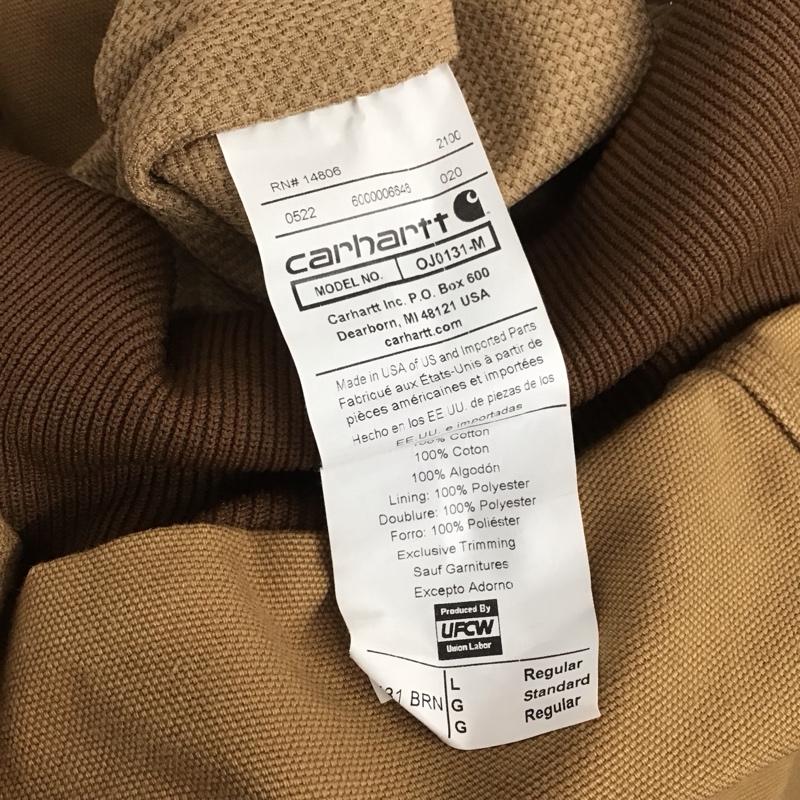 2100
RN# 14806
0522 6000006648 020
carhartt
MODEL NO. OJ0131-M
Carhartt Inc. P.O. Box 600
Dearborn, MI 48121 USA
carhartt.com
Made in USA of US and Imported Parts
Fabriqué aux États-Unis à partir de
pièces américaines et importées
Hecho en los EE UU. de piezas de los
EE.UU. e importadas
100% Cotton
100% Coton
100% Algodón
Lining: 100% Polyester
Doublure: 100% Polyester
Forro: 100% Poliéster
Exclusive Trimming
Sauf Garnitures
Excepto Adorno
Produced By
UFCW
Union Labor
31 BRN
L Regular
G Standard
G Regular